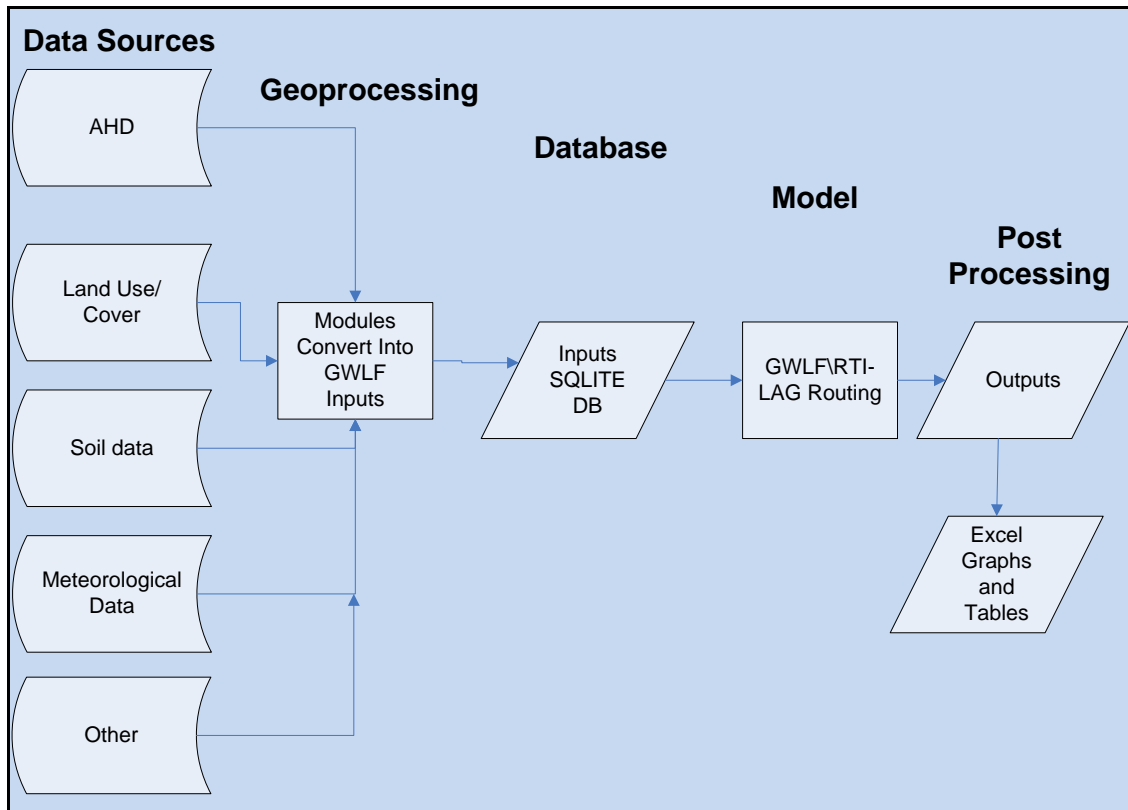 Data Sources
Geoprocessing
Database
Model
Post
Processing
AHD
Land Use/
Cover
Soil data
Meteorological
Data
Other
Modules
Convert Into
GWLF
Inputs
Inputs
SQLITE
DB
GWLF\RTI-
LAG Routing
Outputs
Excel
Graphs
and
Tables